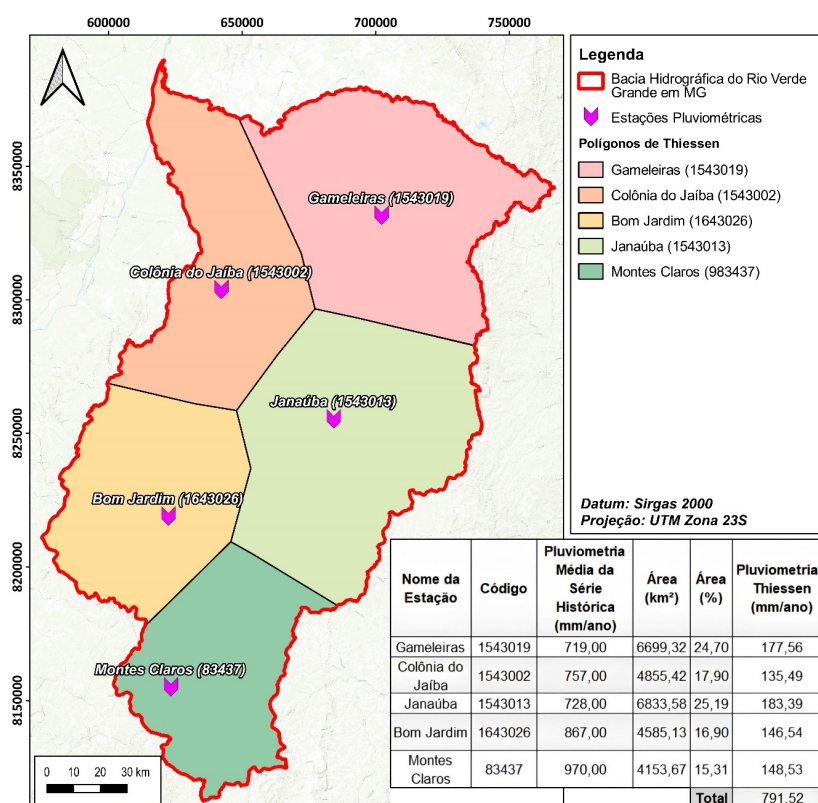 600000 650000 700000 750000
8350000
8300000
8250000
8200000
8150000
Gameleiras (1543019)
Colônia do Jaíba (1543002)
Janaúba (1543013)
Bom Jardim (1643026)
Montes Claros (83437)
0 10 20 30 km
Legenda
Bacia Hidrográfica do Rio Verde
Grande em MG
Estações Pluviométricas
Polígonos de Thiessen
Gameleiras (1543019)
Colônia do Jaíba (1543002)
Bom Jardim (1643026)
Janaúba (1543013)
Montes Claros (983437)
Datum: Sirgas 2000
Projeção: UTM Zona 23S
Nome da Estação Código Pluviometria Média da Série Histórica (mm/ano) Área (km²) Área (%) Pluviometria Thiessen (mm/ano)
Gameleiras 1543019 719,00 6699,32 24,70 177,56
Colônia do Jaíba 1543002 757,00 4855,42 17,90 135,49
Janaúba 1543013 728,00 6833,58 25,19 183,39
Bom Jardim 1643026 867,00 4585,13 16,90 146,54
Montes Claros 83437 970,00 4153,67 15,31 148,53
Total 791,52